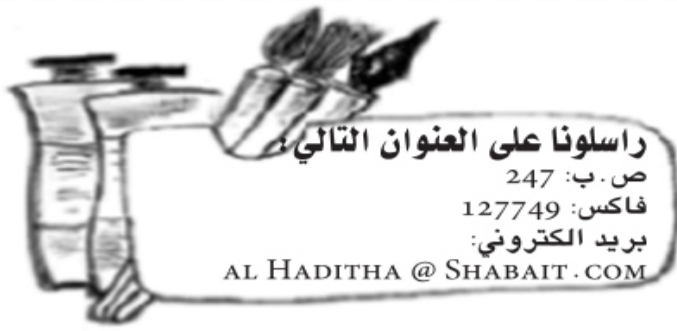 راسلونا على العنوان التالي:
ص.ب: 247
فاكس: 127749
بريد الكتروني:
AL HADITHA @ SHABAIT.COM